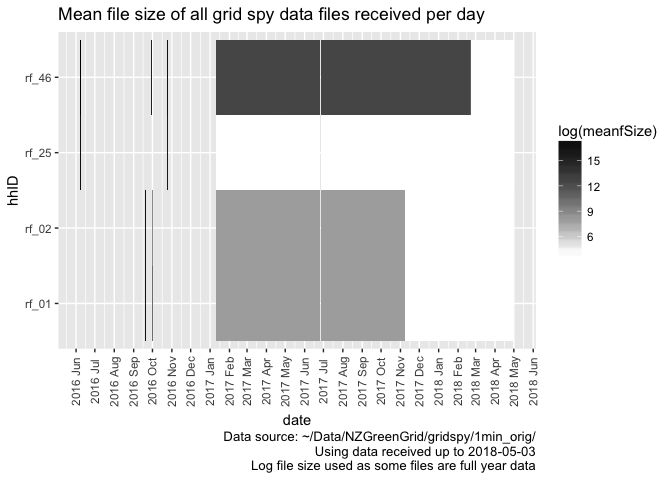 Mean file size of all grid spy data files received per day
hhID
rf_46
rf_25
rf_02
rf_01
log(meanfSize)
15
12
9
6
2016 Jun
2016 Jul
2016 Aug
2016 Sep
2016 Oct
2016 Nov
2016 Dec
2017 Jan
2017 Feb
2017 Mar
2017 Apr
2017 May
2017 Jun
2017 Jul
2017 Aug
2017 Sep
2017 Oct
2017 Nov
2017 Dec
2018 Jan
2018 Feb
2018 Mar
2018 Apr
2018 May
2018 Jun
date
Data source: ~/Data/NZGreenGrid/gridspy/1min_orig/
Using data received up to 2018-05-03
Log file size used as some files are full year data